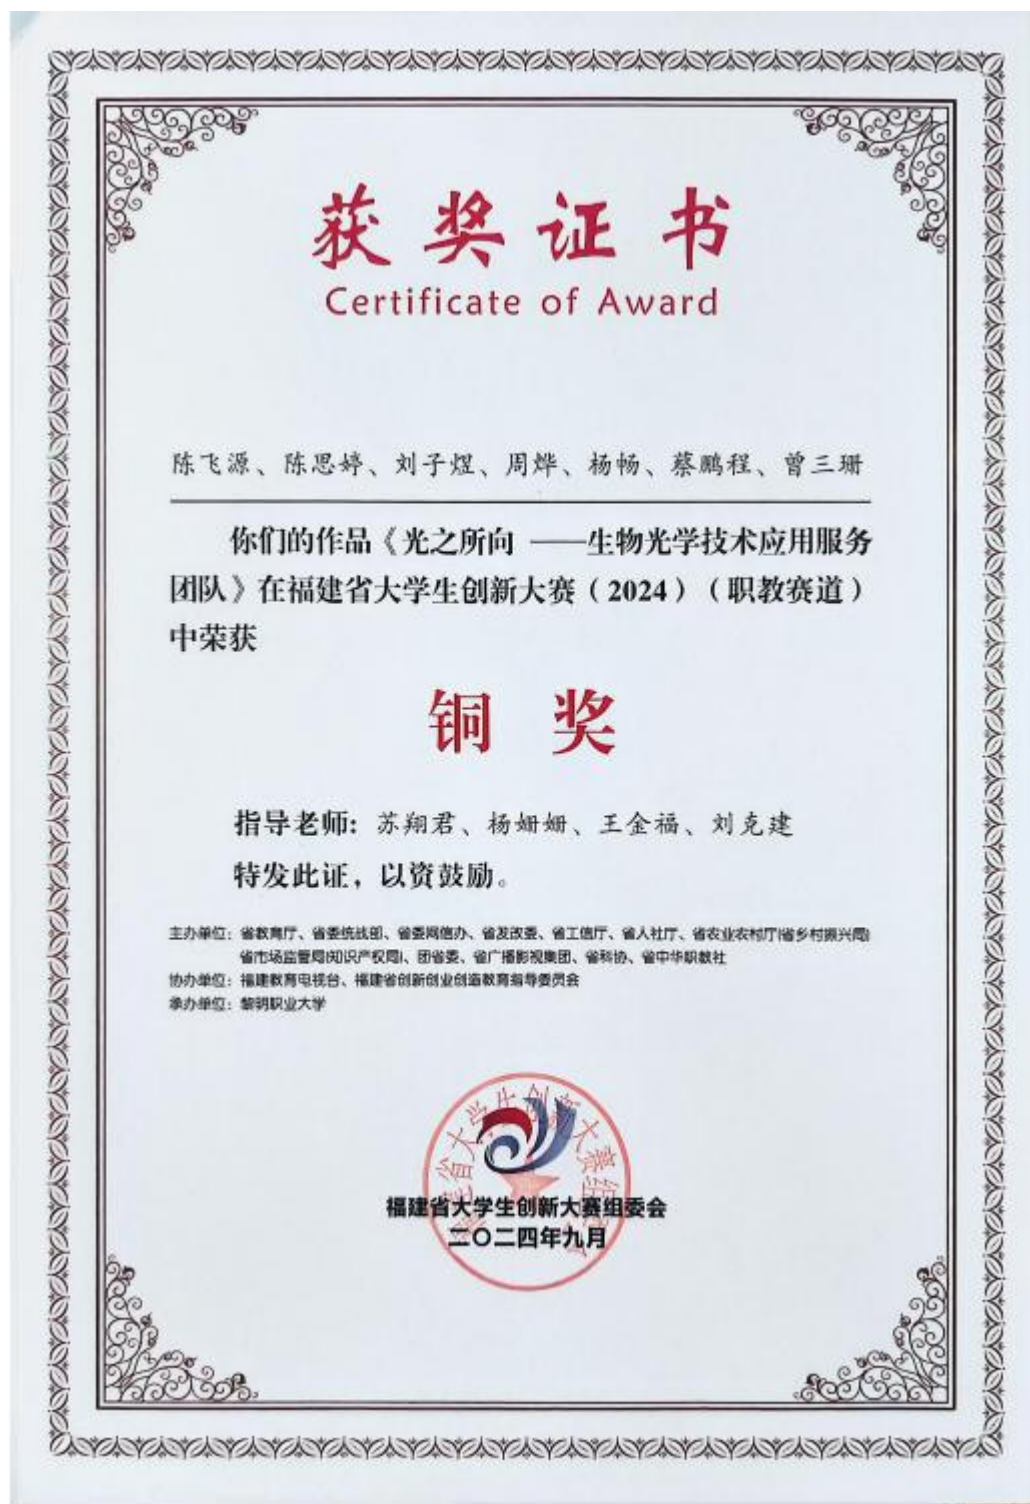 获奖证书
Certificate of Award
陈飞源、陈思婷、刘子煜、周烨、杨畅、蔡鹏程、曾三珊
你们的作品《光之所向 ——生物光学技术应用服务
团队》在福建省大学生创新大赛（2024）（职教赛道）
中荣获
铜 奖
指导老师：苏翔君、杨姗姗、王金福、刘克建
特发此证，以资鼓励。
主办单位：省教育厅、省委统战部、省委网信办、省发改委、省工信厅、省人社厅、省农业农村厅(省乡村振兴局)
省市场监管局(知识产权局)、团省委、省广播影视集团、省科协、省中华职教社
协办单位：福建教育电视台、福建省创新创业创造教育指导委员会
承办单位：黎明职业大学
福建省大学生创新大赛组委会
二〇二四年九月